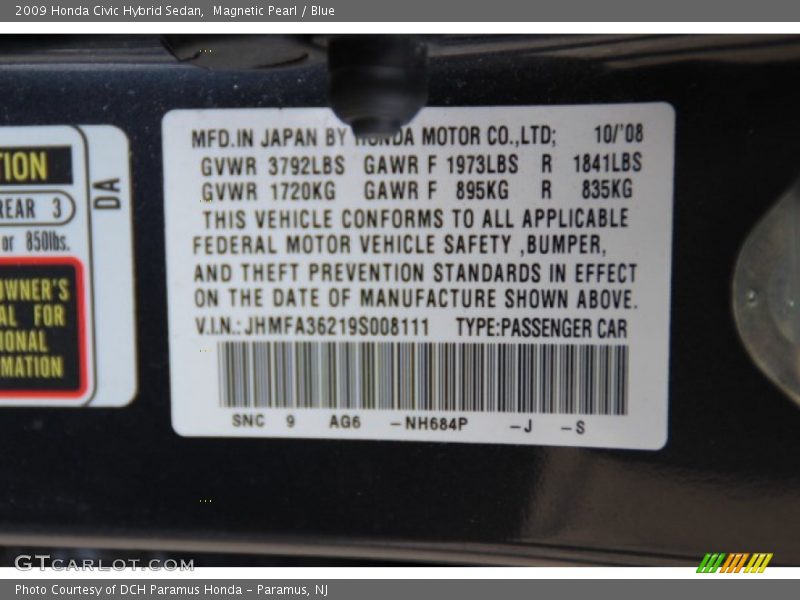 2009 Honda Civic Hybrid Sedan, Magnetic Pearl / Blue
MFD.IN JAPAN BY HONDA MOTOR CO.,LTD; 10/'08
GVWR 3792LBS GAWR F 1973LBS R 1841LBS
GVWR 1720KG GAWR F 895KG R 835KG
THIS VEHICLE CONFORMS TO ALL APPLICABLE
FEDERAL MOTOR VEHICLE SAFETY ,BUMPER,
AND THEFT PREVENTION STANDARDS IN EFFECT
ON THE DATE OF MANUFACTURE SHOWN ABOVE.
V.I.N.: JHMFA36219S008111 TYPE:PASSENGER CAR
SNC 9 AG6 -NH684P -J -S
TION
REAR 3
or 850lbs.
OWNER'S
AL FOR
IONAL
MATION
DA
GTCARLOT.COM
Photo Courtesy of DCH Paramus Honda - Paramus, NJ